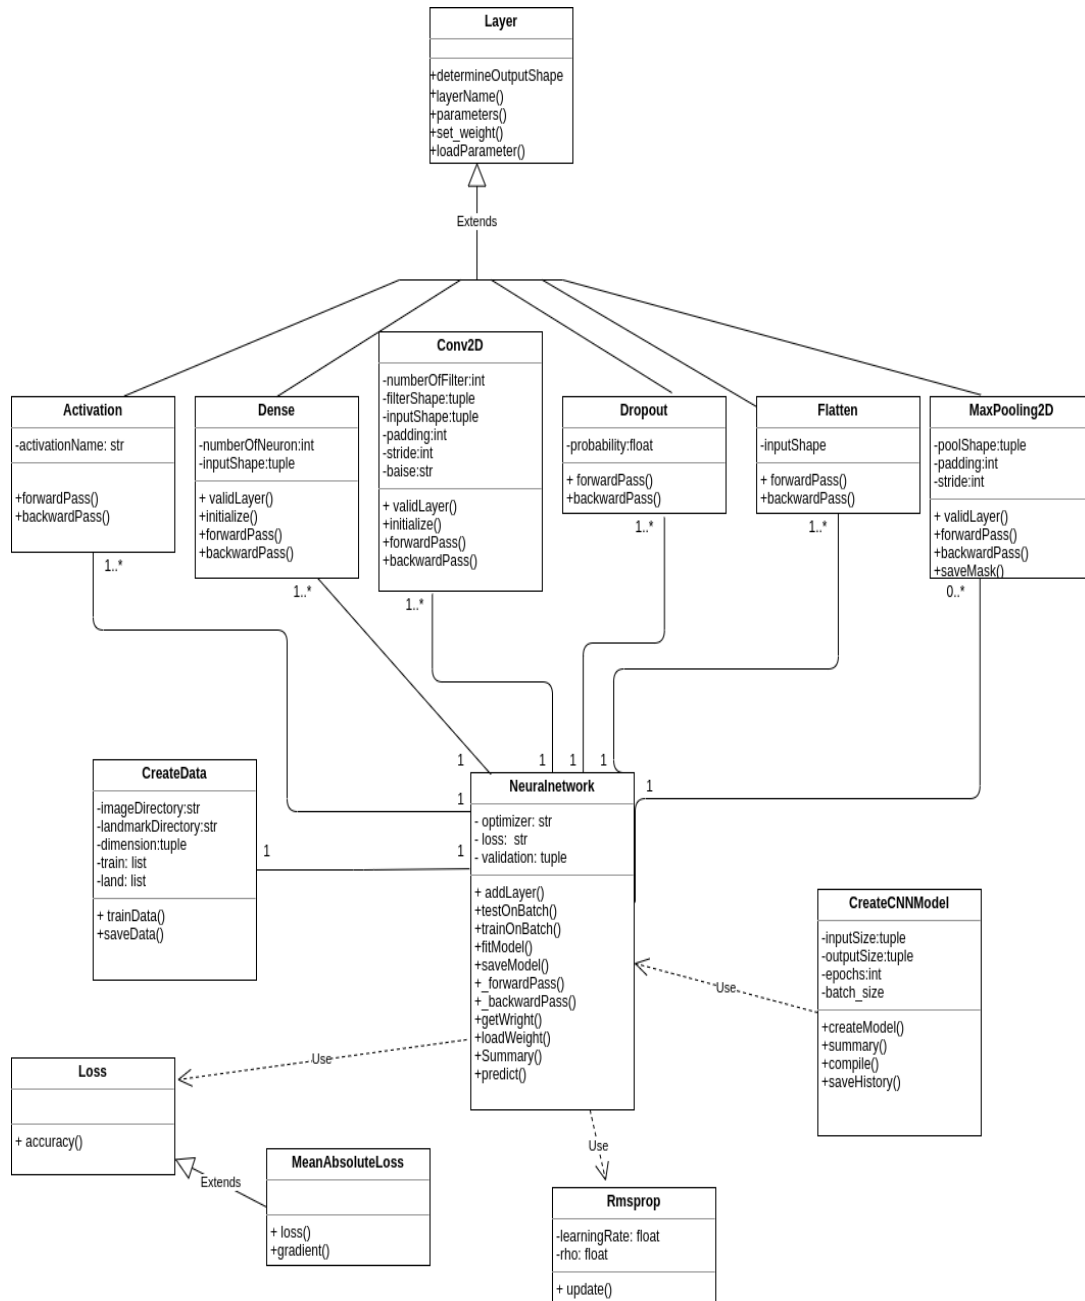 Layer
+determineOutputShape
+layerName()
+parameters()
+set_weight()
+loadParameter()
Extends
Activation
-activationName: str
+forwardPass()
+backwardPass()
1..*
Dense
-numberOfNeuron:int
-inputShape:tuple
+ validLayer()
+initialize()
+forwardPass()
+backwardPass()
1..*
Conv2D
-numberOfFilter:int
-filterShape:tuple
-inputShape:tuple
-padding:int
-stride:int
-baise:str
+ validLayer()
+initialize()
+forwardPass()
+backwardPass()
1..*
Dropout
-probability:float
+ forwardPass()
+backwardPass()
1..*
Flatten
-inputShape
+ forwardPass()
+backwardPass()
1..*
MaxPooling2D
-poolShape:tuple
-padding:int
-stride:int
+ validLayer()
+forwardPass()
+backwardPass()
+saveMask()
0..*
1
1
1
1
1
1
CreateData
-imageDirectory:str
-landmarkDirectory:str
-dimension:tuple
-train: list
-land: list
+ trainData()
+saveData()
1
1
Neuralnetwork
- optimizer: str
- loss: str
- validation: tuple
+ addLayer()
+testOnBatch()
+trainOnBatch()
+fitModel()
+saveModel()
+_forwardPass()
+_backwardPass()
+getWright()
+loadWeight()
+Summary()
+predict()
CreateCNNModel
-inputSize:tuple
-outputSize:tuple
-epochs:int
-batch_size
+createModel()
+summary()
+compile()
+saveHistory()
Use
Use
Use
Loss
+ accuracy()
Extends
MeanAbsoluteLoss
+ loss()
+gradient()
Rmsprop
-learningRate: float
-rho: float
+ update()